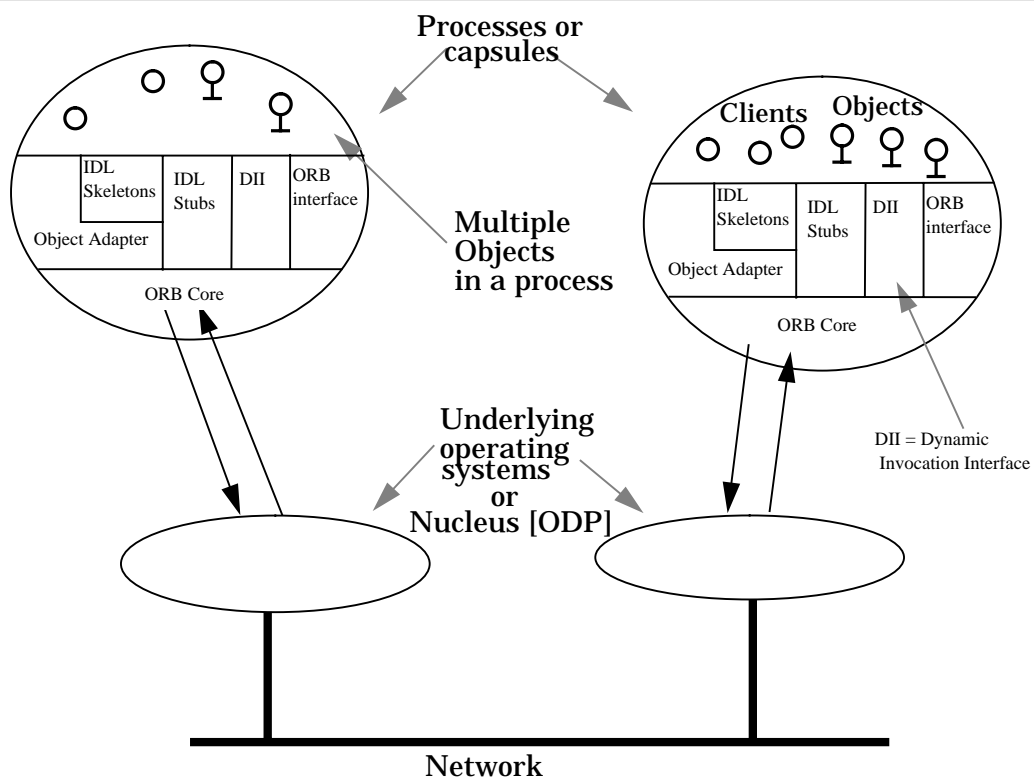 Processes or
capsules
Clients
Objects
IDL
Skeletons
IDL
Stubs
DII
ORB
interface
Object Adapter
ORB Core
Multiple
Objects
in a process
IDL
Skeletons
IDL
Stubs
DII
ORB
interface
Object Adapter
ORB Core
Underlying
operating
systems
or
Nucleus [ODP]
DII = Dynamic
Invocation Interface
Network